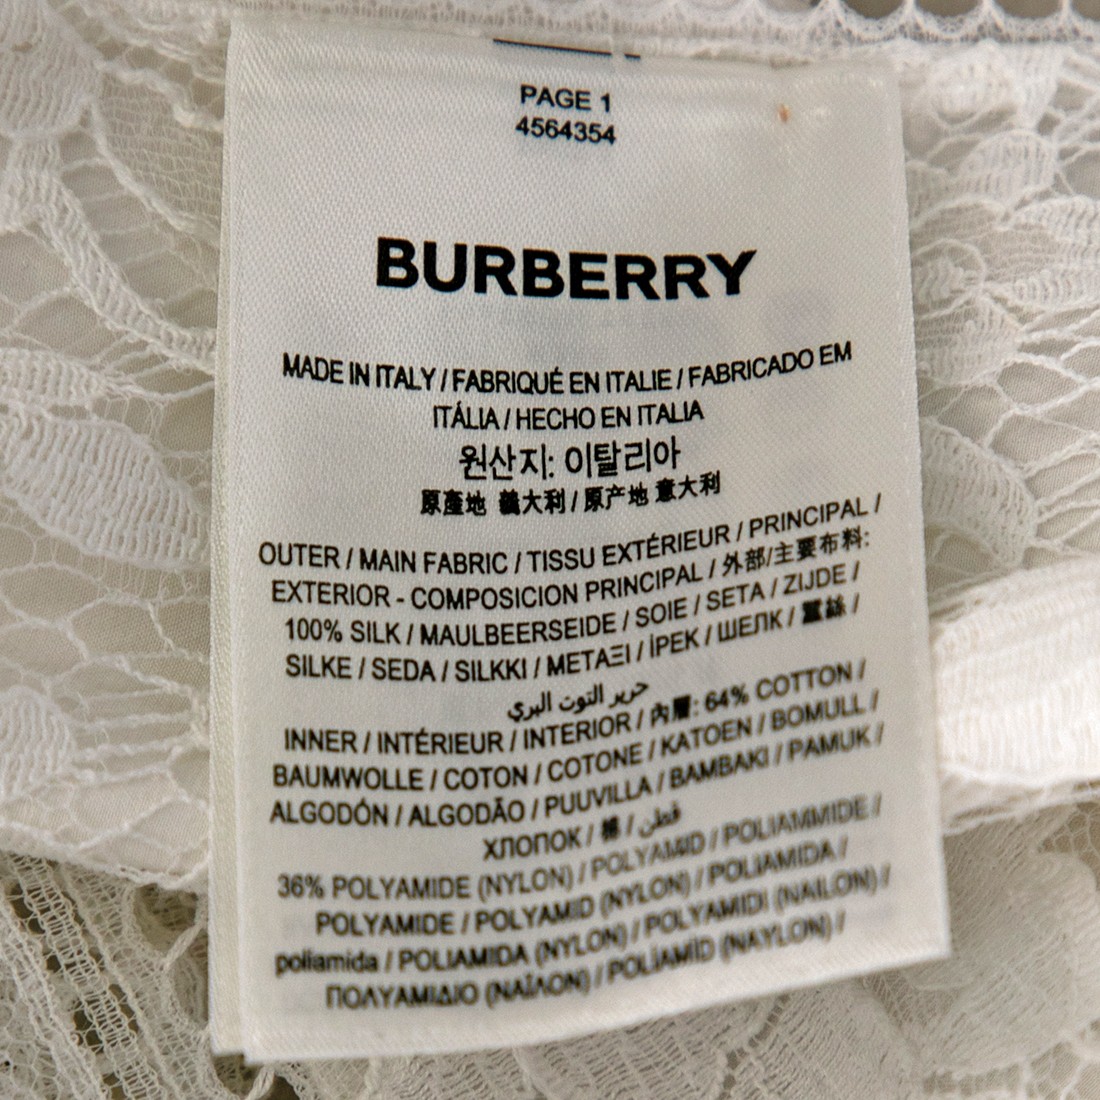 PAGE 1
4564354
BURBERRY
MADE IN ITALY / FABRIQUÉ EN ITALIE / FABRICADO EM
ITÁLIA / HECHO EN ITALIA
원산지: 이탈리아
原產地 義大利 / 原产地 意大利
OUTER / MAIN FABRIC / TISSU EXTÉRIEUR / PRINCIPAL /
EXTERIOR - COMPOSICION PRINCIPAL / 外部/主要布料:
100% SILK / MAULBEERSEIDE / SOIE / SETA / ZIJDE /
SILKE / SEDA / SILKKI / ΜΕΤΑΞΙ / İPEK / ШЕЛК / 蠶絲 /
حرير التوت البري
INNER / INTÉRIEUR / INTERIOR / 內層: 64% COTTON /
BAUMWOLLE / COTON / COTONE / KATOEN / BOMULL /
ALGODÓN / ALGODÃO / PUUVILLA / BAMBAKI / PAMUK /
ХЛОПОК / 棉 / قطن
36% POLYAMIDE (NYLON) / POLYAMID / POLIAMMIDE /
POLYAMIDE / POLYAMID (NYLON) / POLIAMIDA /
poliamida / POLIAMIDA (NYLON) / POLYAMIDI (NAILON) /
ΠΟΛΥΑΜΙΔΙΟ (ΝΑΪΛΟΝ) / POLİAMİD (NAYLON) /